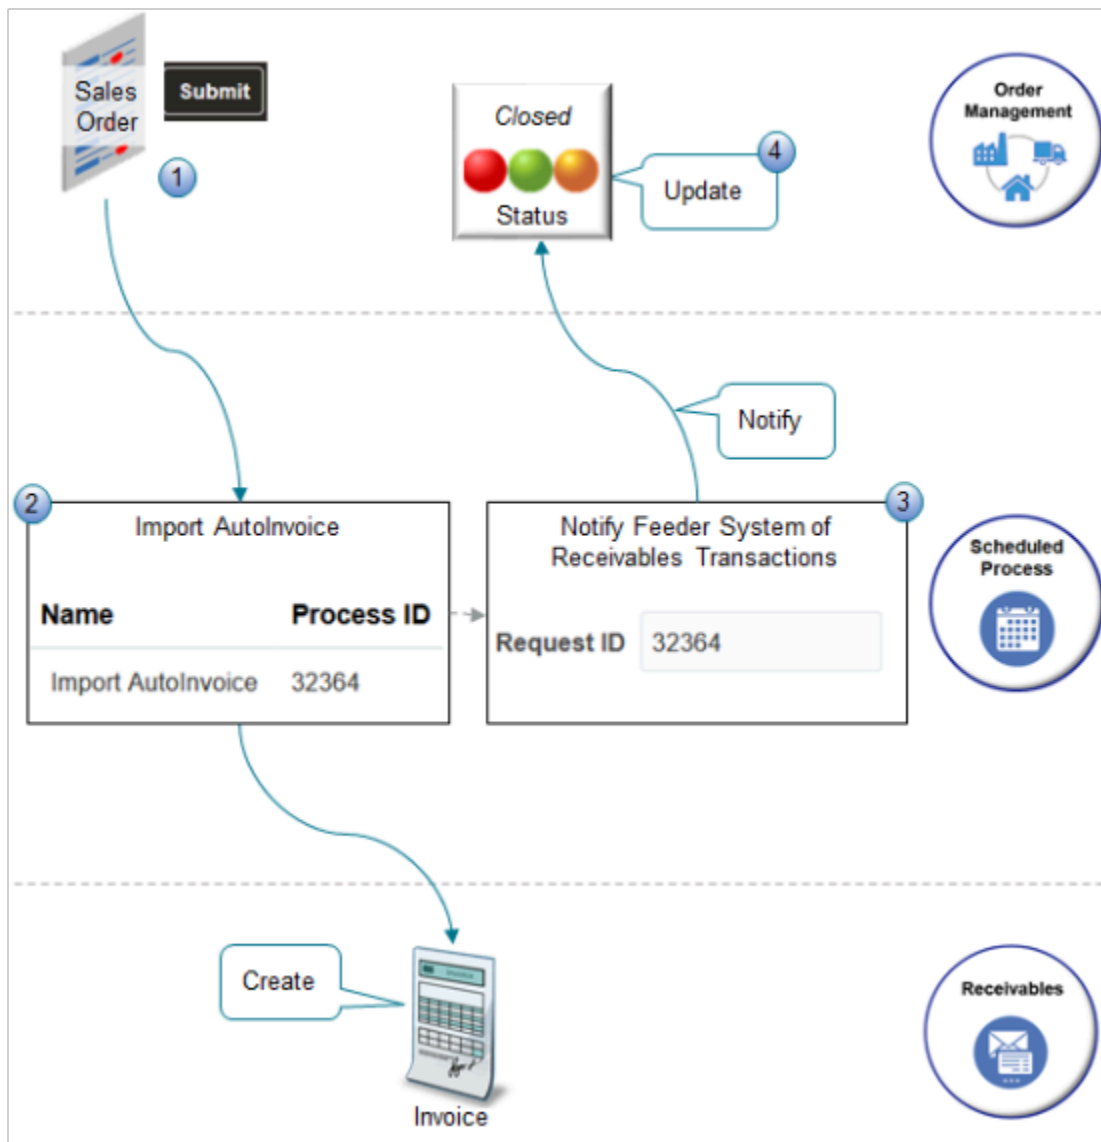 Sales
Order
Submit
1
Closed
Status
4
Update
Order
Management
Notify
2
Import AutoInvoice
Name Process ID
Import AutoInvoice 32364
3
Notify Feeder System of
Receivables Transactions
Request ID 32364
Scheduled
Process
Create
Invoice
Invoice
Receivables